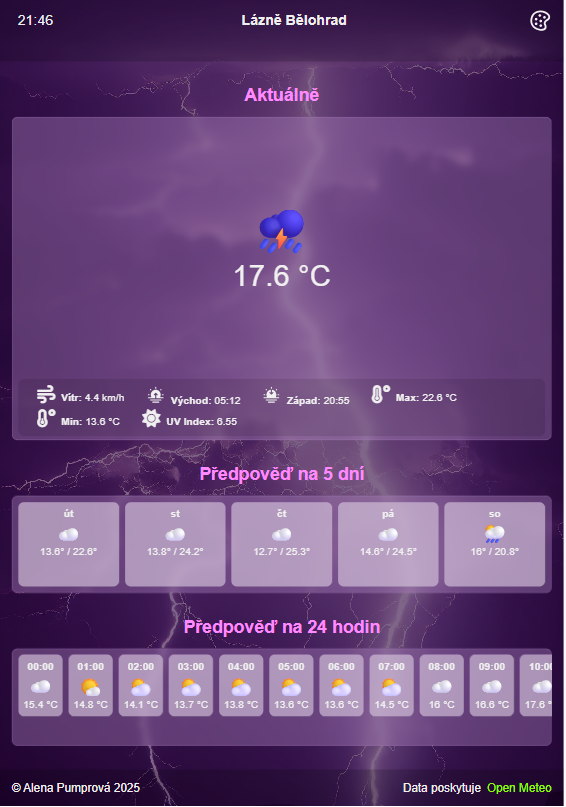 21:46
Lázně Bělohrad
Aktuálně
17.6 °C
Vítr: 4.4 km/h Východ: 05:12 Západ: 20:55 Max: 22.6 °C
Min: 13.6 °C UV Index: 6.55
Předpověď na 5 dní
út st čt pá so
13.6° / 22.6° 13.8° / 24.2° 12.7° / 25.3° 14.6° / 24.5° 16° / 20.8°
Předpověď na 24 hodin
00:00 01:00 02:00 03:00 04:00 05:00 06:00 07:00 08:00 09:00 10:00
15.4 °C 14.8 °C 14.1 °C 13.7 °C 13.8 °C 13.6 °C 13.6 °C 14.5 °C 16 °C 16.6 °C 17.6 °
© Alena Pumprová 2025
Data poskytuje Open Meteo